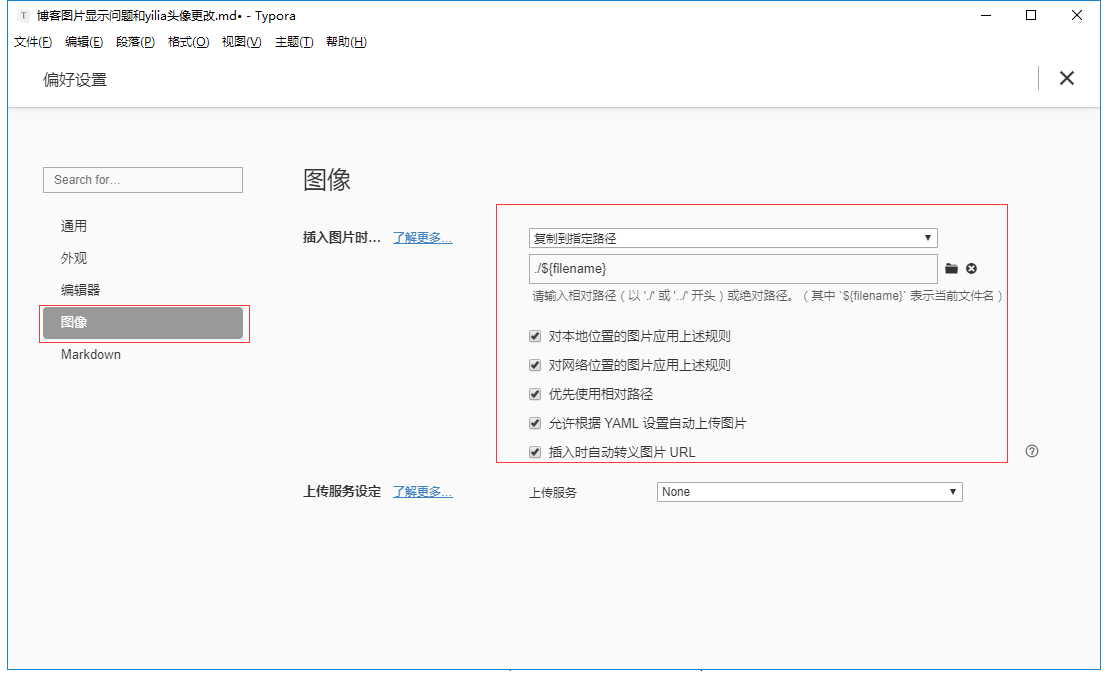 T 博客图片显示问题和yilia头像更改.md• - Typora
文件(F) 编辑(E) 段落(P) 格式(O) 视图(V) 主题(T) 帮助(H)
偏好设置
Search for...
图像
通用
插入图片时... 了解更多... 复制到指定路径
外观
./${filename}
编辑器
请输入相对路径（以 './' 或 '../' 开头）或绝对路径。（其中 `${filename}` 表示当前文件名）
图像
对本地位置的图片应用上述规则
Markdown
对网络位置的图片应用上述规则
优先使用相对路径
允许根据 YAML 设置自动上传图片
插入时自动转义图片 URL
上传服务设定 了解更多... 上传服务 None